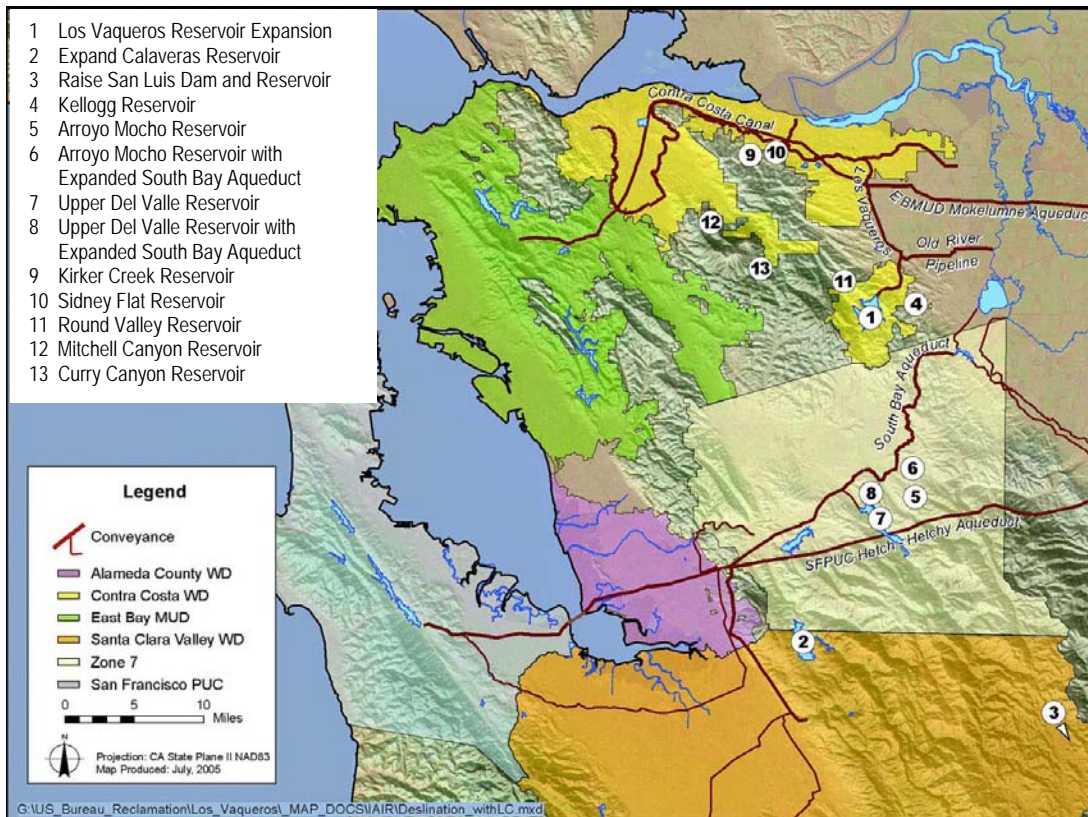 1 Los Vaqueros Reservoir Expansion
2 Expand Calaveras Reservoir
3 Raise San Luis Dam and Reservoir
4 Kellogg Reservoir
5 Arroyo Mocho Reservoir
6 Arroyo Mocho Reservoir with
Expanded South Bay Aqueduct
7 Upper Del Valle Reservoir
8 Upper Del Valle Reservoir with
Expanded South Bay Aqueduct
9 Kirker Creek Reservoir
10 Sidney Flat Reservoir
11 Round Valley Reservoir
12 Mitchell Canyon Reservoir
13 Curry Canyon Reservoir
Contra Costa Canal
9 10
Los Vaqueros
EBMUD Mokelumne Aqueduct
12
Old River
Pipeline
13
11
4
1
South Bay Aqueduct
6
8
5
7
SFPUC Hetch - Hetchy Aqueduct
2
3
Legend
Conveyance
Alameda County WD
Contra Costa WD
East Bay MUD
Santa Clara Valley WD
Zone 7
San Francisco PUC
0 5 10
Miles
N
Projection: CA State Plane II NAD83
Map Produced: July, 2005
G:\US_Bureau_Reclamation\Los_Vaqueros\_MAP_DOCS\IAIR\Deslination_withLC.mxd